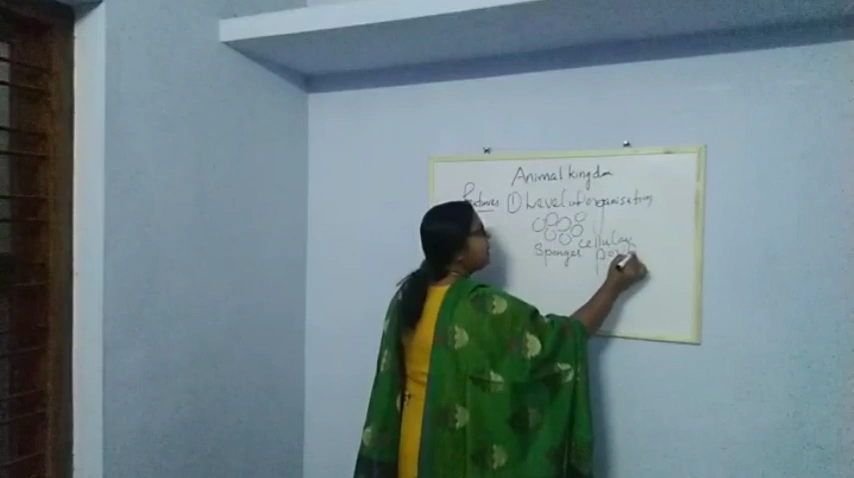 Animal kingdom
Features ① Level of organisation
cellular
Sponges